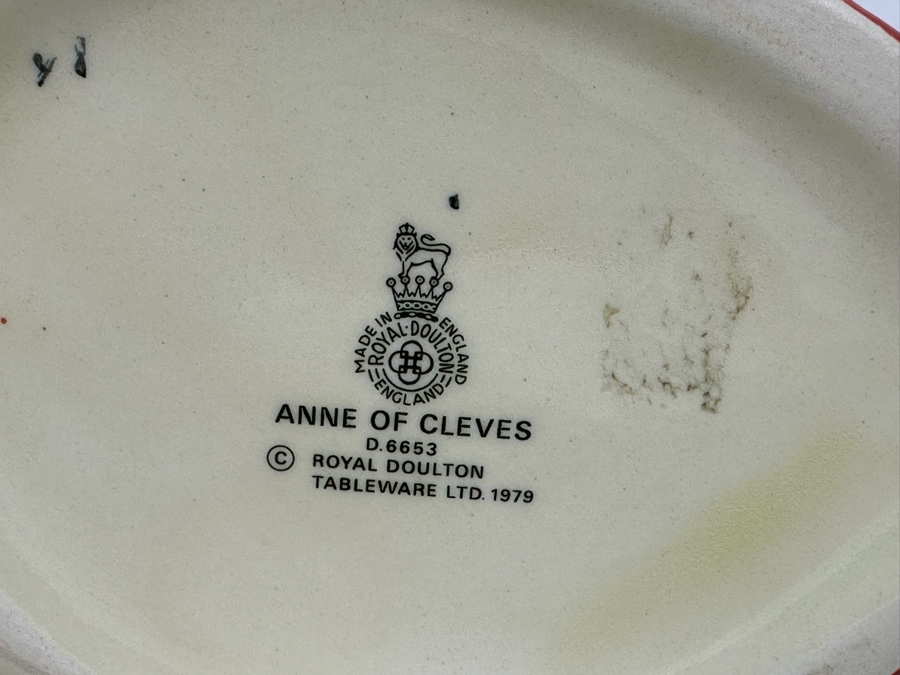 MADE IN ENGLAND
ROYAL·DOULTON
ENGLAND
ANNE OF CLEVES
D.6653
© ROYAL DOULTON
TABLEWARE LTD. 1979